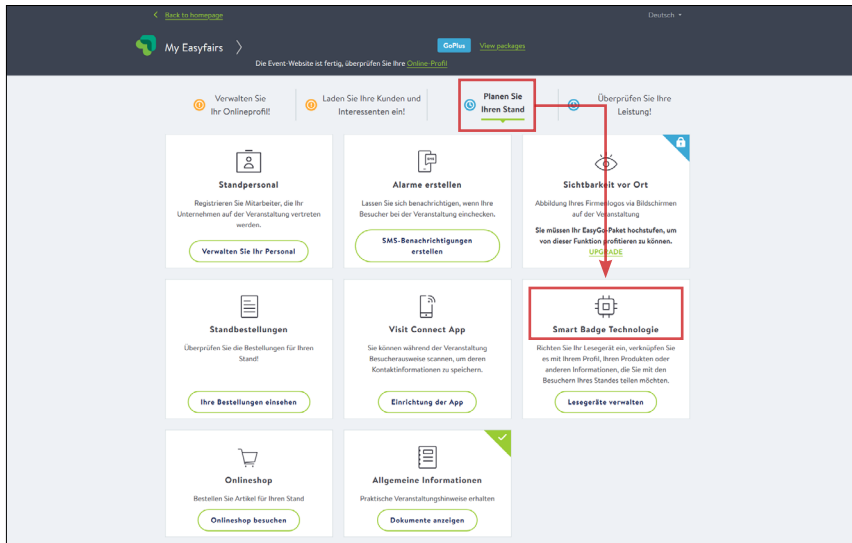 Back to homepage
Deutsch
My Easyfairs
GoPlus
View packages
Die Event-Website ist fertig, überprüfen Sie Ihre Online-Profil
Verwalten Sie
Ihr Onlineprofil!
Laden Sie Ihre Kunden und
Interessenten ein!
Planen Sie
Ihren Stand
Überprüfen Sie Ihre
Leistung!
Standpersonal
Registrieren Sie Mitarbeiter, die Ihr
Unternehmen auf der Veranstaltung vertreten
werden.
Verwalten Sie Ihr Personal
Alarme erstellen
Lassen Sie sich benachrichtigen, wenn Ihre
Besucher bei der Veranstaltung einchecken.
SMS-Benachrichtigungen
erstellen
Sichtbarkeit vor Ort
Abbildung Ihres Firmenlogos via Bildschirmen
auf der Veranstaltung
Sie müssen Ihr EasyGo-Paket hochstufen, um
von dieser Funktion profitieren zu können.
UPGRADE
Standbestellungen
Überprüfen Sie die Bestellungen für Ihren
Stand!
Ihre Bestellungen einsehen
Visit Connect App
Sie können während der Veranstaltung
Besucherausweise scannen, um deren
Kontaktinformationen zu speichern.
Einrichtung der App
Smart Badge Technologie
Richten Sie Ihr Lesegerät ein, verknüpfen Sie
es mit Ihrem Profil, Ihren Produkten oder
anderen Informationen, die Sie mit den
Besuchern Ihres Standes teilen möchten.
Lesegeräte verwalten
Onlineshop
Bestellen Sie Artikel für Ihren Stand
Onlineshop besuchen
Allgemeine Informationen
Praktische Veranstaltungshinweise erhalten
Dokumente anzeigen